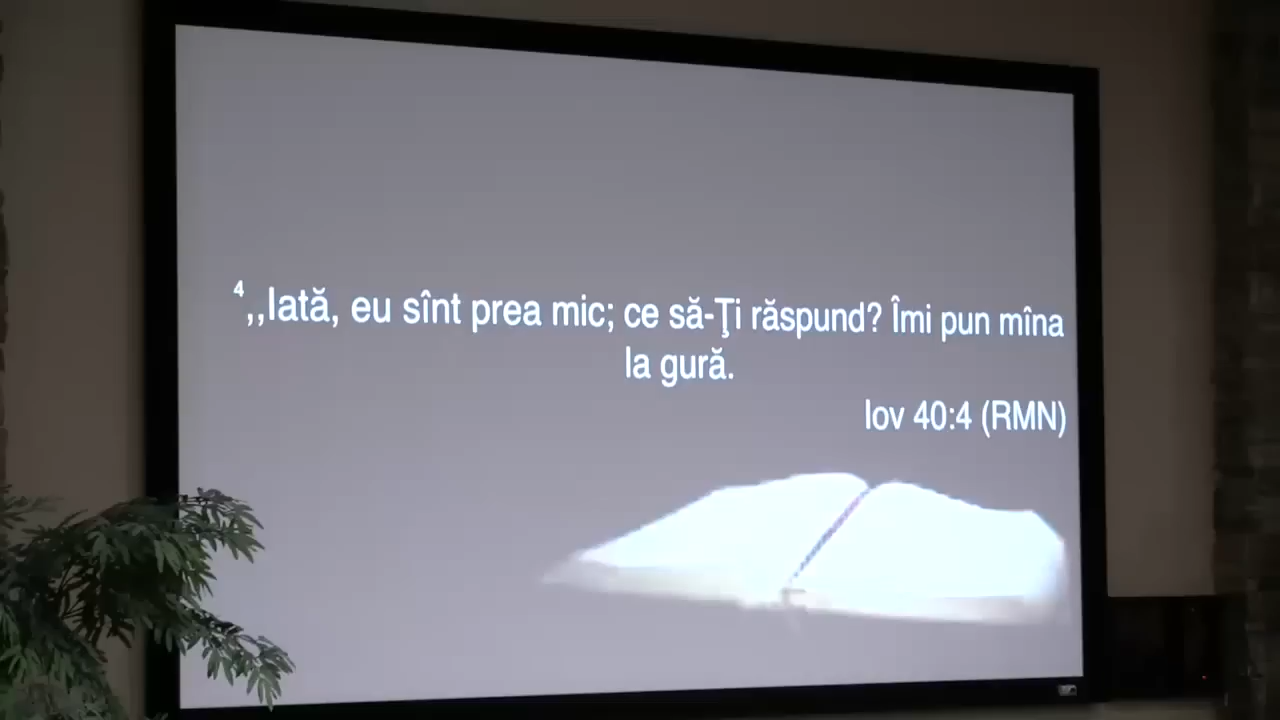 4 ,,Iată, eu sînt prea mic; ce să-Ţi răspund? Îmi pun mîna
la gură.
Iov 40:4 (RMN)